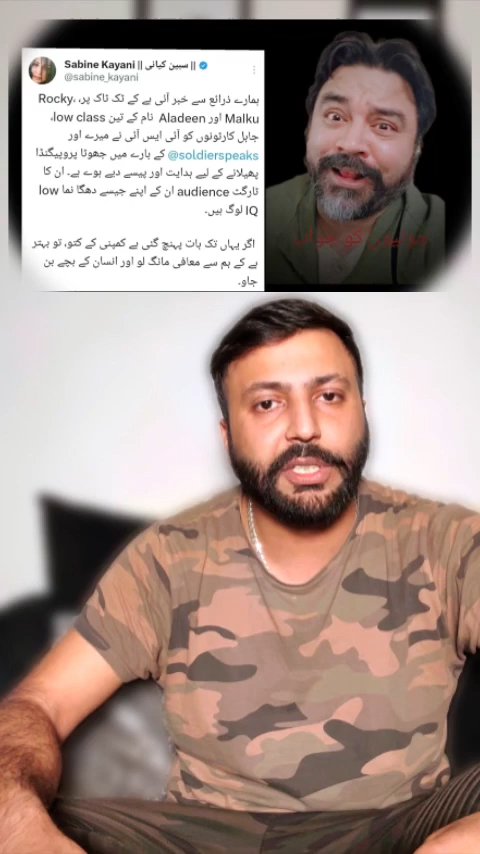 Sabine Kayani || سبین کیانی ||
@sabine_kayani
ہمارے ذرائع سے خبر آئی ہے کے ٹک ٹاک پر، Rocky،
Malku اور Aladeen نام کے تین low class،
جاہل کارٹونوں کو آئی ایس آئی نے میرے اور
@soldierspeaks کے بارے میں جھوٹا پروپیگنڈا
پھیلانے کے لیے ہدایت اور پیسے دیے ہوے ہے۔ ان کا
ٹارگٹ audience ان کے اپنے جیسے دھگا نما low
IQ لوگ ہیں۔
اگر یہاں تک بات پہنچ گئی ہے کمپنی کے کتو، تو بہتر
ہے کے ہم سے معافی مانگ لو اور انسان کے بچے بن
جاو۔